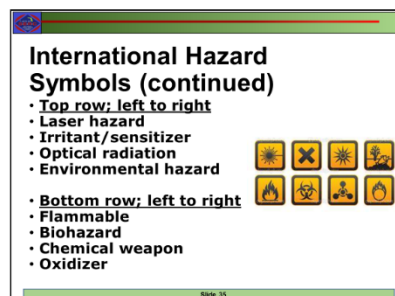 International Hazard
Symbols (continued)
• Top row; left to right
• Laser hazard
• Irritant/sensitizer
• Optical radiation
• Environmental hazard
• Bottom row; left to right
• Flammable
• Biohazard
• Chemical weapon
• Oxidizer
Slide 35